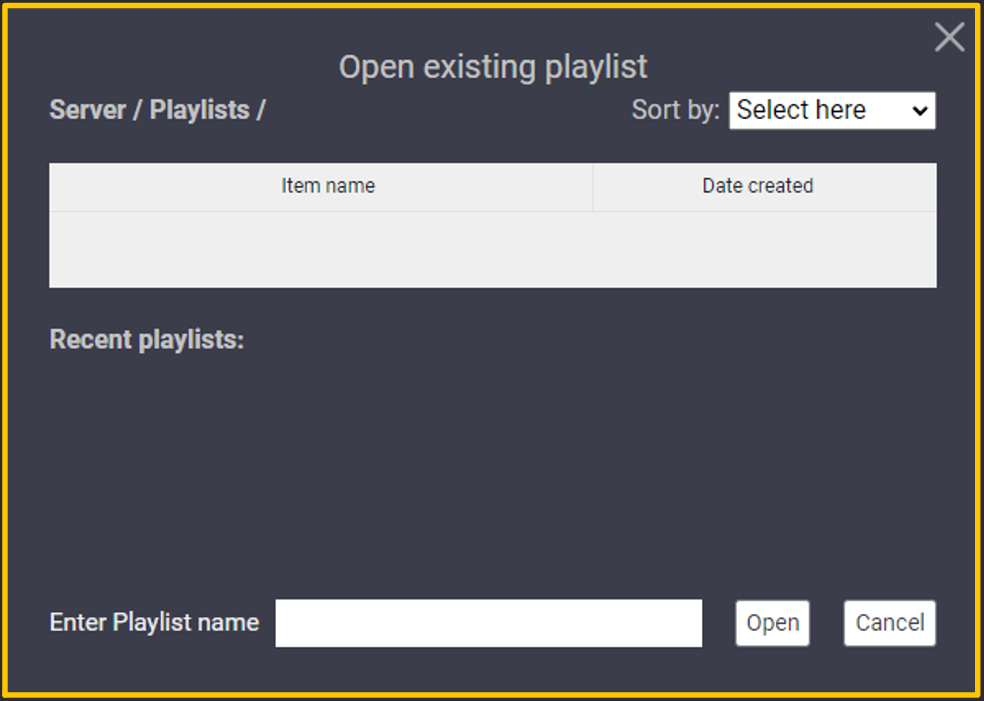 Open existing playlist
Server / Playlists /
Sort by: Select here
Item name
Date created
Recent playlists:
Enter Playlist name
Open
Cancel